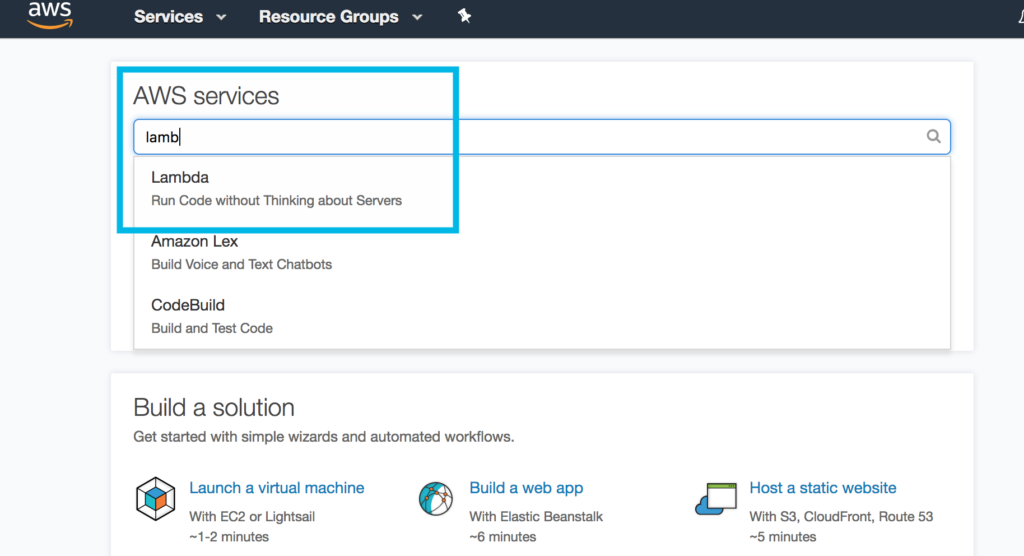 aws Services Resource Groups
AWS services
lamb
Lambda
Run Code without Thinking about Servers
Amazon Lex
Build Voice and Text Chatbots
CodeBuild
Build and Test Code
Build a solution
Get started with simple wizards and automated workflows.
Launch a virtual machine
With EC2 or Lightsail
~1-2 minutes
Build a web app
With Elastic Beanstalk
~6 minutes
Host a static website
With S3, CloudFront, Route 53
~5 minutes